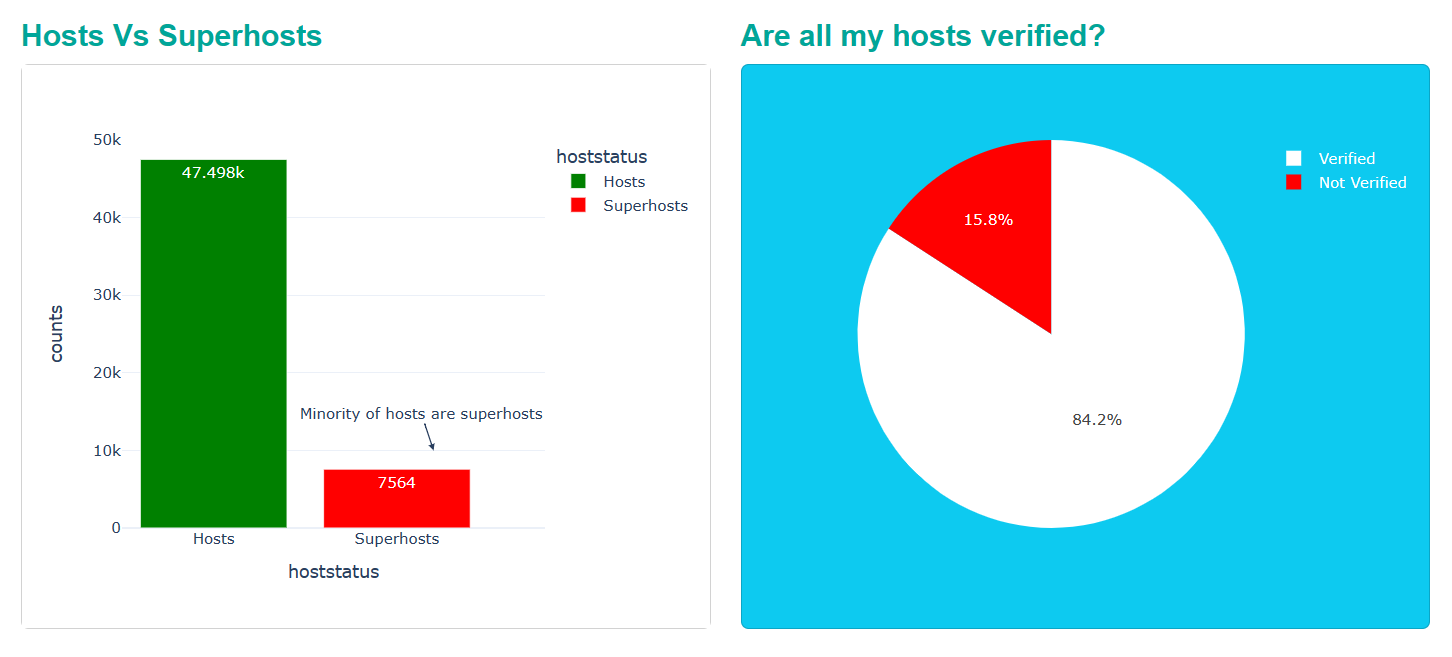 Hosts Vs Superhosts
50k
40k
30k
20k
10k
0
counts
47.498k
Minority of hosts are superhosts
7564
Hosts
Superhosts
hoststatus
hoststatus
Hosts
Superhosts
Are all my hosts verified?
15.8%
84.2%
Verified
Not Verified